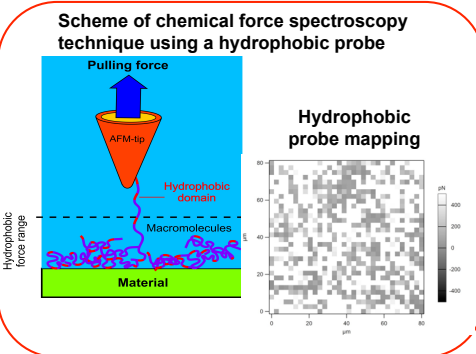 Scheme of chemical force spectroscopy
technique using a hydrophobic probe
Pulling force
AFM-tip
Hydrophobic
domain
Macromolecules
Hydrophobic
force range
Material
Hydrophobic
probe mapping
80
60
40
20
0
µm
0
20
40
60
80
µm
pN
400
200
0
-200
-400